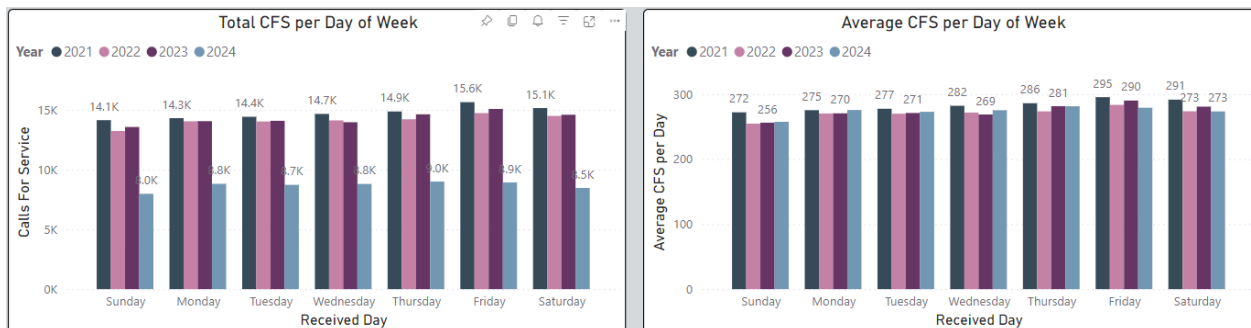 Total CFS per Day of Week
Year 2021 2022 2023 2024
Calls For Service
15K
10K
5K
0K
14.1K 14.3K 14.4K 14.7K 14.9K 15.6K 15.1K
8.0K 8.8K 8.7K 8.8K 9.0K 8.9K 8.5K
Sunday Monday Tuesday Wednesday Thursday Friday Saturday
Received Day
Average CFS per Day of Week
Year 2021 2022 2023 2024
Average CFS per Day
300
200
100
0
272 256 275 270 277 271 282 269 286 281 295 290 291 273 273
Sunday Monday Tuesday Wednesday Thursday Friday Saturday
Received Day